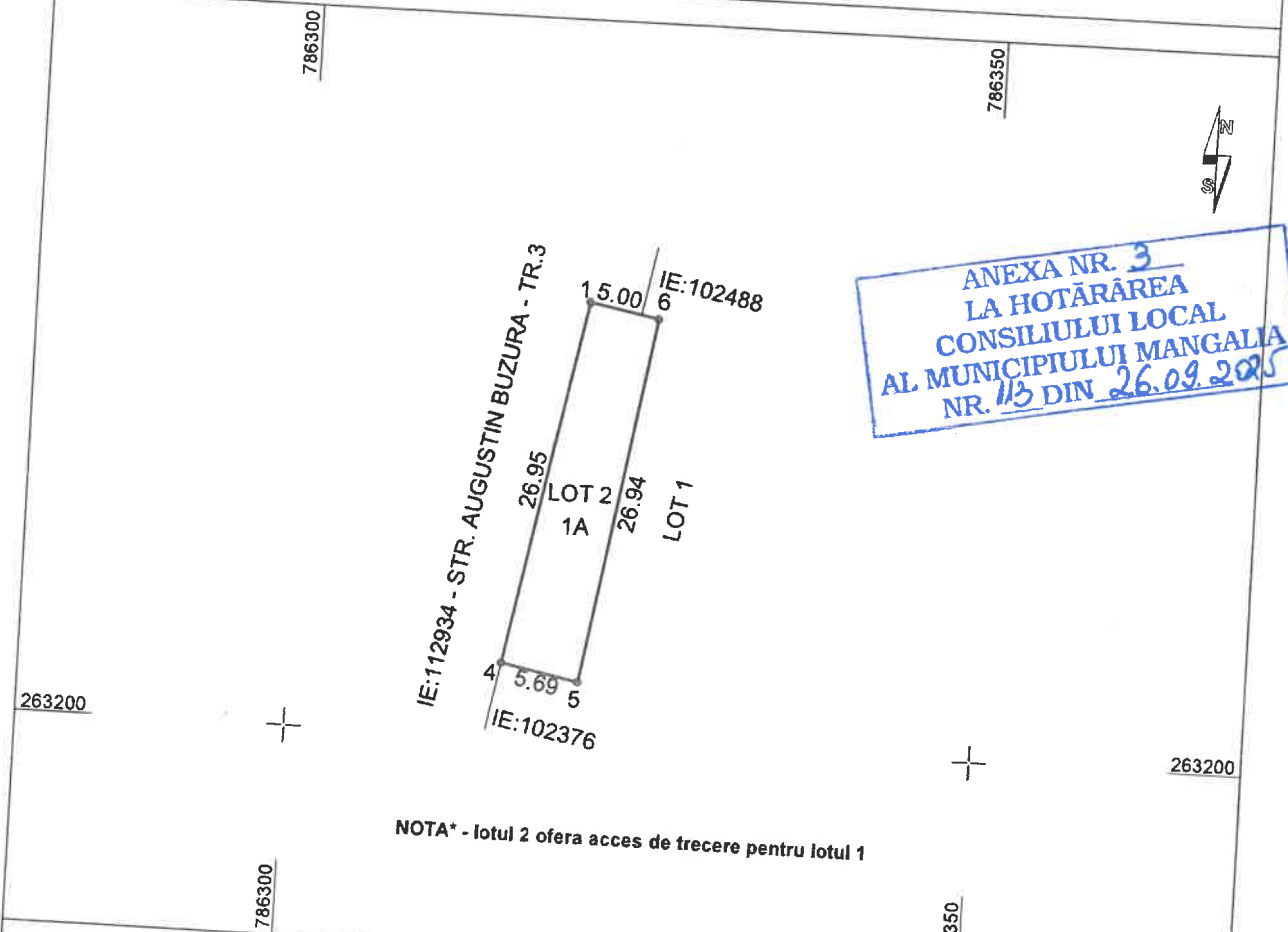 786300
786350
N
S
ANEXA NR. 3
LA HOTĂRÂREA
CONSILIULUI LOCAL
AL MUNICIPIULUI MANGALIA
NR. 113 DIN 26.09.2025
IE:112934 - STR. AUGUSTIN BUZURA - TR.3
1
5.00
6
IE:102488
26.95
LOT 2
1A
26.94
LOT 1
4
5.69
5
IE:102376
263200
263200
NOTA* - lotul 2 ofera acces de trecere pentru lotul 1
786300
350